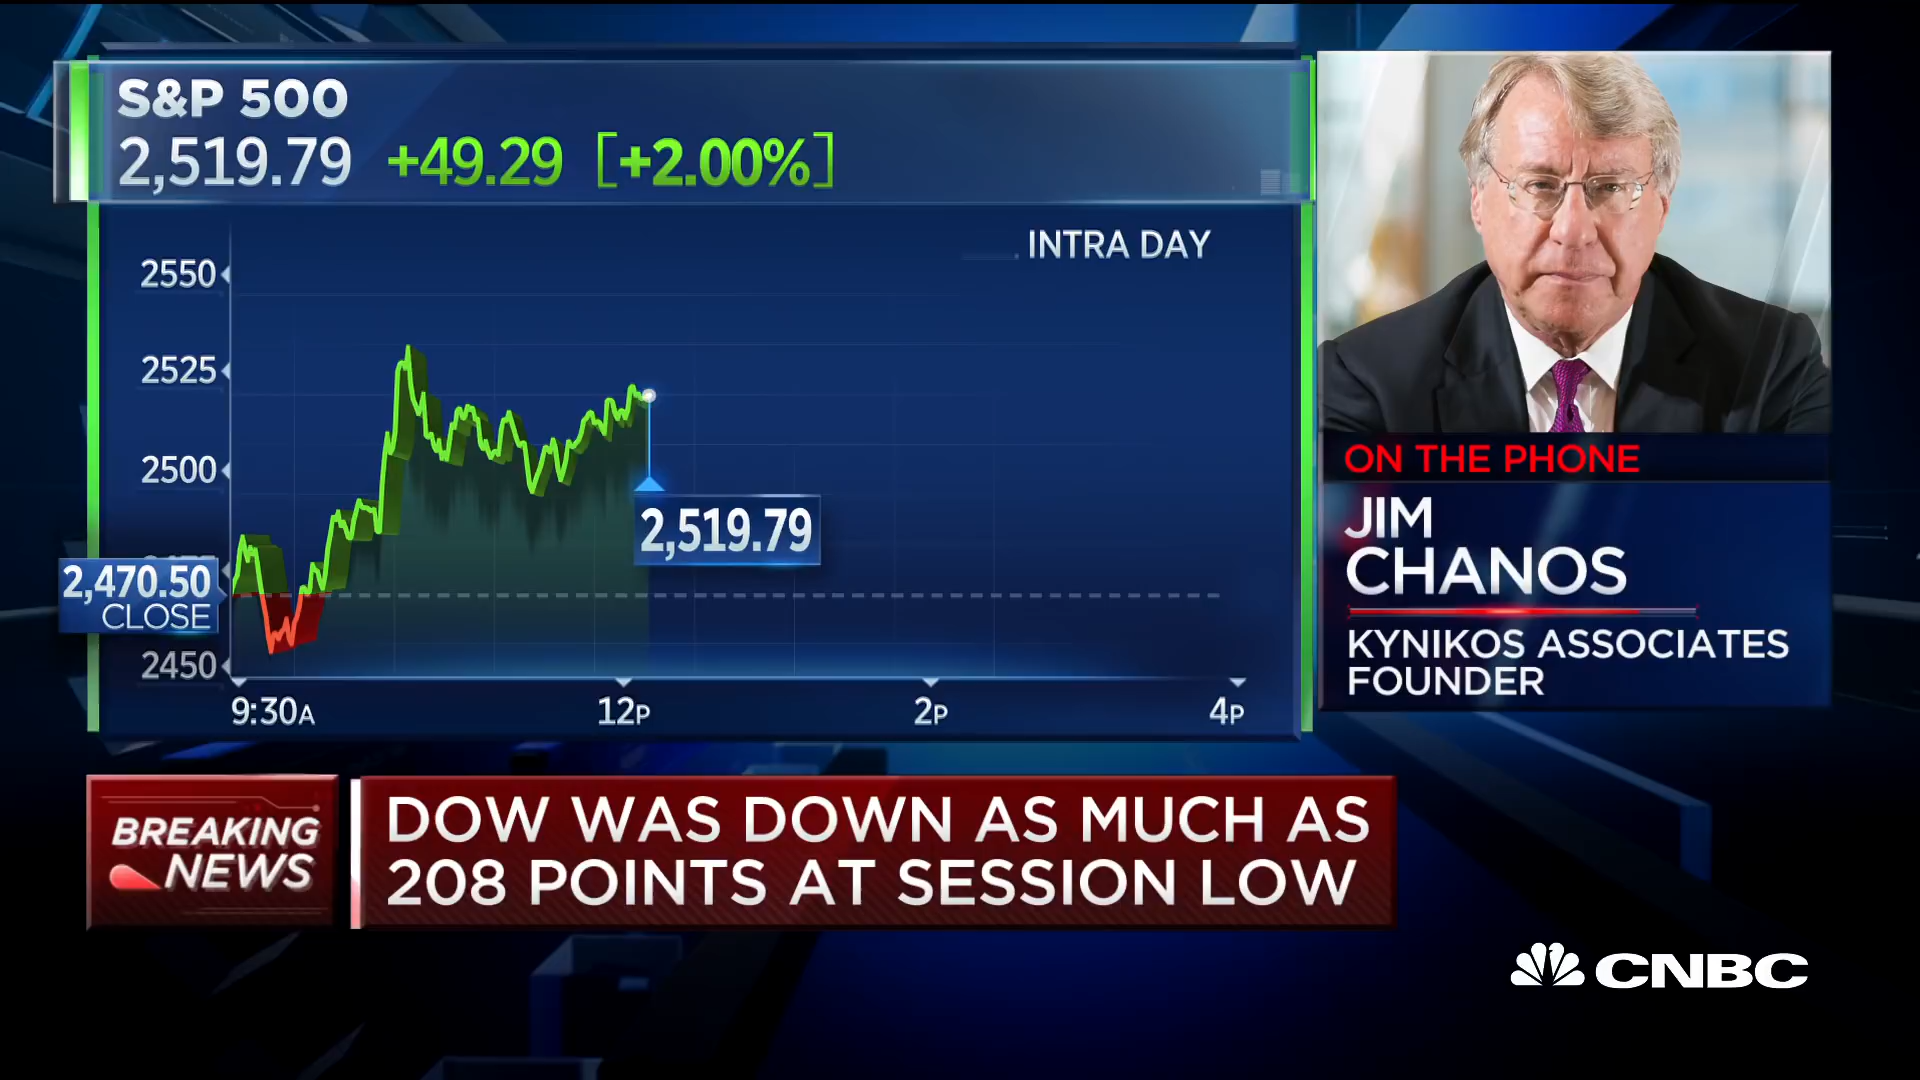 S&P 500
2,519.79 +49.29 [+2.00%]
INTRA DAY
2550
2525
2500
2,519.79
2,470.50
CLOSE
2450
9:30A 12P 2P 4P
ON THE PHONE
JIM
CHANOS
KYNIKOS ASSOCIATES
FOUNDER
BREAKING
NEWS
DOW WAS DOWN AS MUCH AS
208 POINTS AT SESSION LOW
CNBC